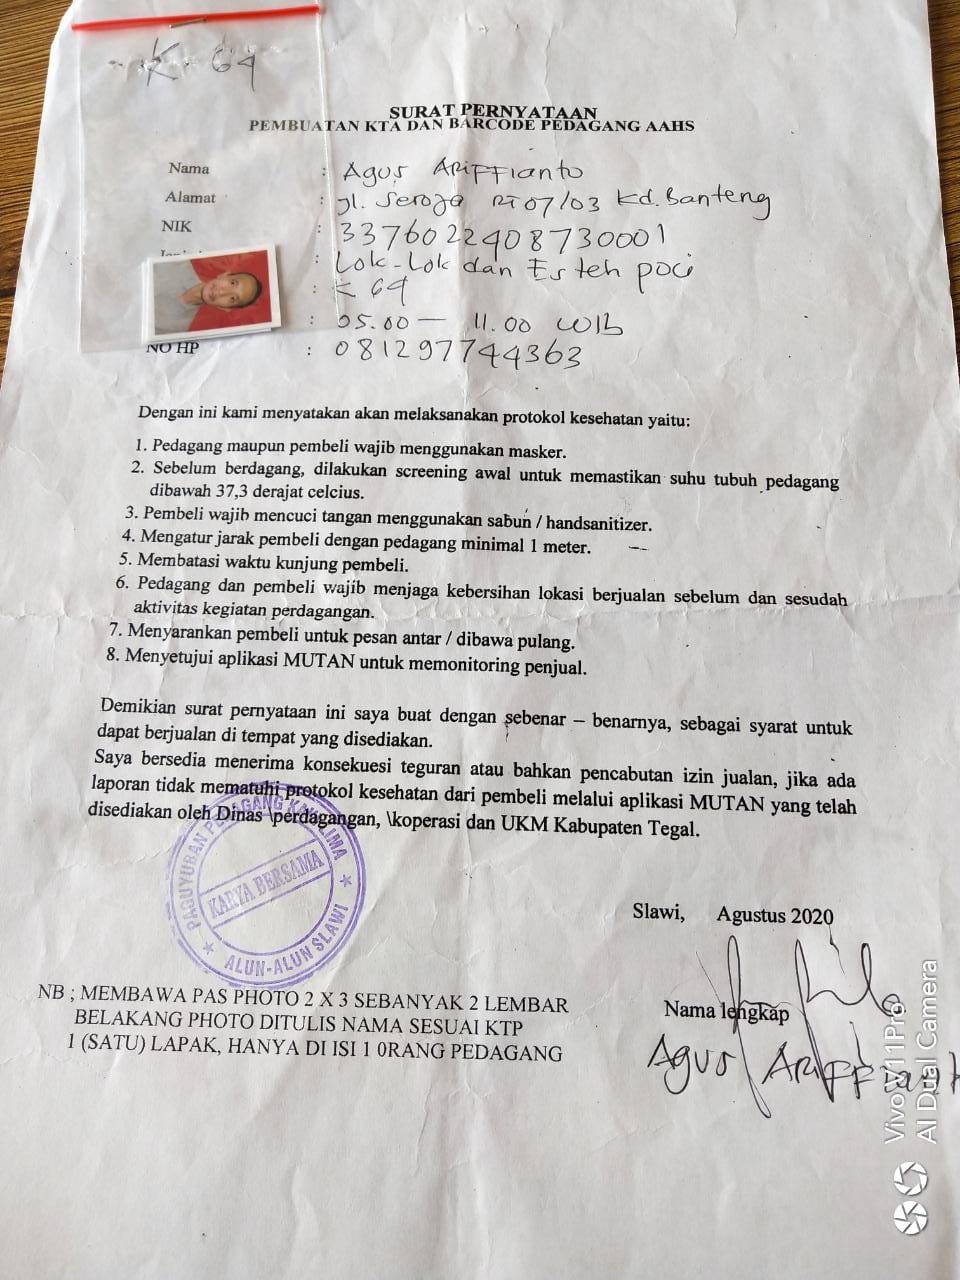 K 64
SURAT PERNYATAAN
PEMBUATAN KTA DAN BARCODE PEDAGANG AAHS
Nama : Agus Ariffianto
Alamat : Jl. Seroja RT 07/03 Kd. Banteng
NIK : 3376022408730001
: Lok-Lok dan Es teh poci
: K 64
: 05.00 — 11.00 WIB
NO HP : 081297744363
Dengan ini kami menyatakan akan melaksanakan protokol kesehatan yaitu:
1. Pedagang maupun pembeli wajib menggunakan masker.
2. Sebelum berdagang, dilakukan screening awal untuk memastikan suhu tubuh pedagang
dibawah 37,3 derajat celcius.
3. Pembeli wajib mencuci tangan menggunakan sabun / handsanitizer.
4. Mengatur jarak pembeli dengan pedagang minimal 1 meter.
5. Membatasi waktu kunjung pembeli.
6. Pedagang dan pembeli wajib menjaga kebersihan lokasi berjualan sebelum dan sesudah
aktivitas kegiatan perdagangan.
7. Menyarankan pembeli untuk pesan antar / dibawa pulang.
8. Menyetujui aplikasi MUTAN untuk memonitoring penjual.
Demikian surat pernyataan ini saya buat dengan sebenar – benarnya, sebagai syarat untuk
dapat berjualan di tempat yang disediakan.
Saya bersedia menerima konsekuesi teguran atau bahkan pencabutan izin jualan, jika ada
laporan tidak mematuhi protokol kesehatan dari pembeli melalui aplikasi MUTAN yang telah
disediakan oleh Dinas \perdagangan, \koperasi dan UKM Kabupaten Tegal.
PAGUYUBAN PEDAGANG KAKI LIMA
KARYA BERSAMA
ALUN-ALUN SLAWI
Slawi, Agustus 2020
Nama lengkap
Agus Ariffiant
NB ; MEMBAWA PAS PHOTO 2 X 3 SEBANYAK 2 LEMBAR
BELAKANG PHOTO DITULIS NAMA SESUAI KTP
1 (SATU) LAPAK, HANYA DI ISI 1 0RANG PEDAGANG
Vivo V11Pro
AI Dual Camera